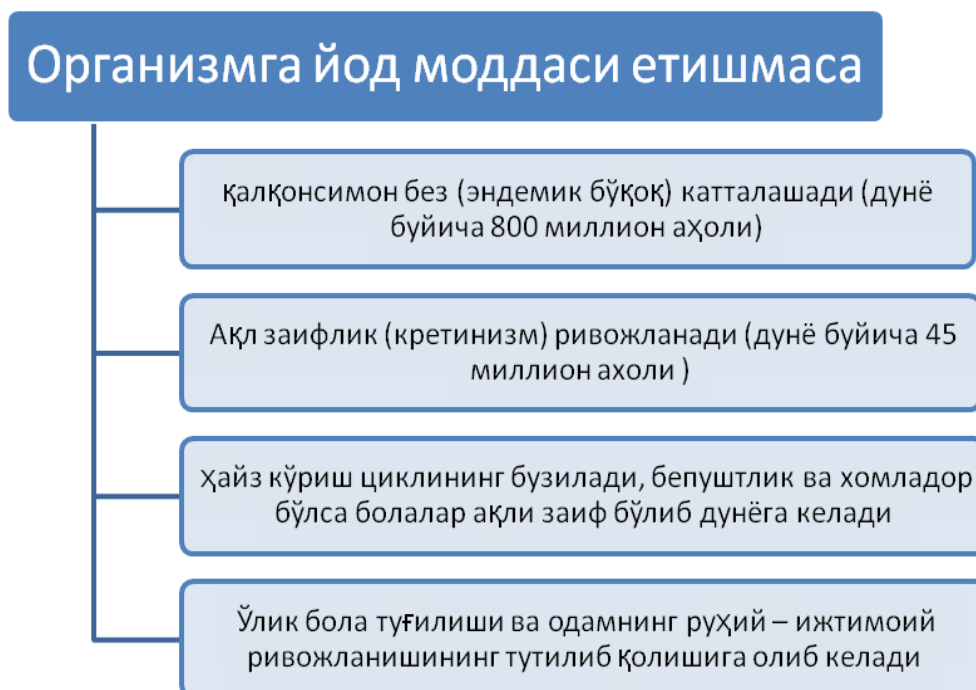 Организмга йод моддаси етишмаса
қалқонсимон без (эндемик бўқоқ) катталашади (дунё
буйича 800 миллион аҳоли)
Ақл заифлик (кретинизм) ривожланади (дунё буйича 45
миллион ахоли )
ҳайз кўриш циклининг бузилади, бепуштлик ва хомладор
бўлса болалар ақли заиф бўлиб дунёга келади
Ўлик бола туғилиши ва одамнинг руҳий – ижтимоий
ривожланишининг тутилиб қолишига олиб келади